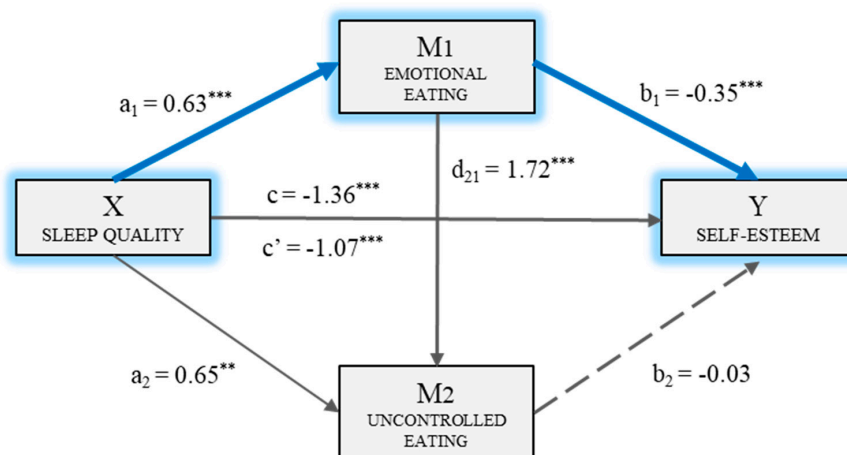 M1
EMOTIONAL
EATING
a1 = 0.63***
b1 = -0.35***
d21 = 1.72***
X
SLEEP QUALITY
c = -1.36***
c’ = -1.07***
Y
SELF-ESTEEM
a2 = 0.65**
b2 = -0.03
M2
UNCONTROLLED
EATING